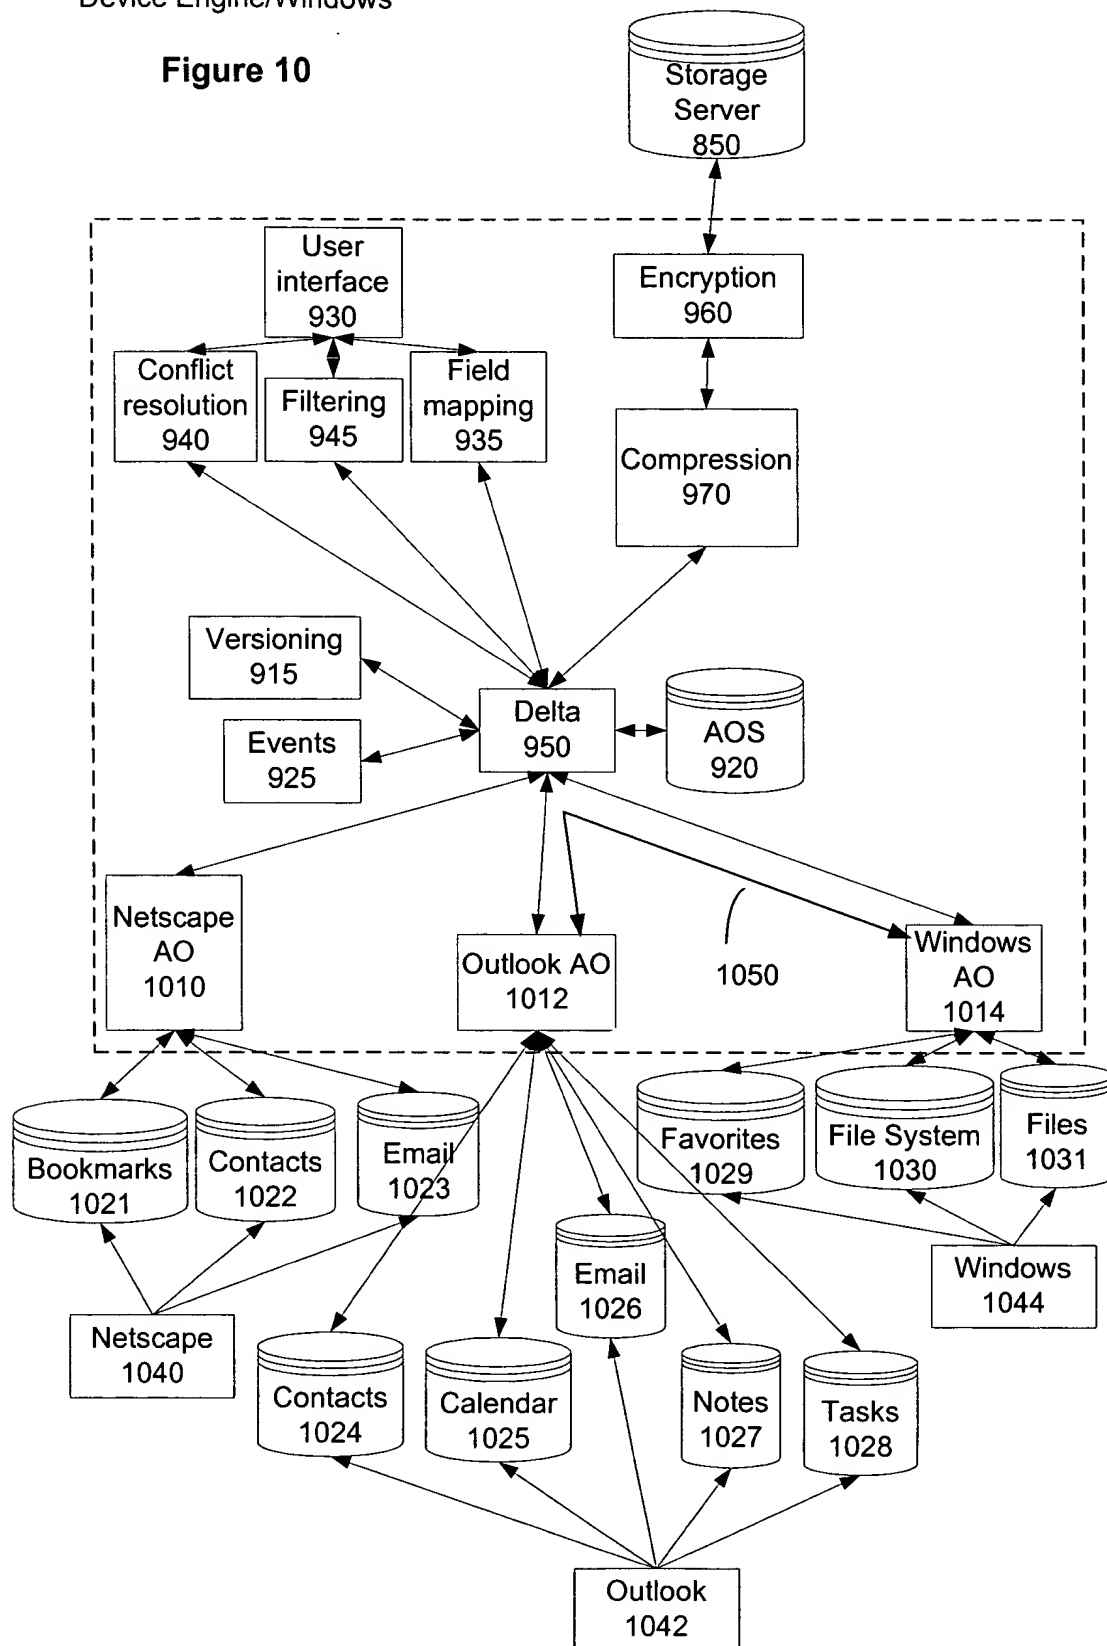 Device Engine/Windows
Figure 10
Storage
Server
850
User
interface
930
Encryption
960
Conflict
resolution
940
Filtering
945
Field
mapping
935
Compression
970
Versioning
915
Events
925
Delta
950
AOS
920
Netscape
AO
1010
Outlook AO
1012
1050
Windows
AO
1014
Bookmarks
1021
Contacts
1022
Email
1023
Favorites
1029
File System
1030
Files
1031
Email
1026
Windows
1044
Netscape
1040
Contacts
1024
Calendar
1025
Notes
1027
Tasks
1028
Outlook
1042